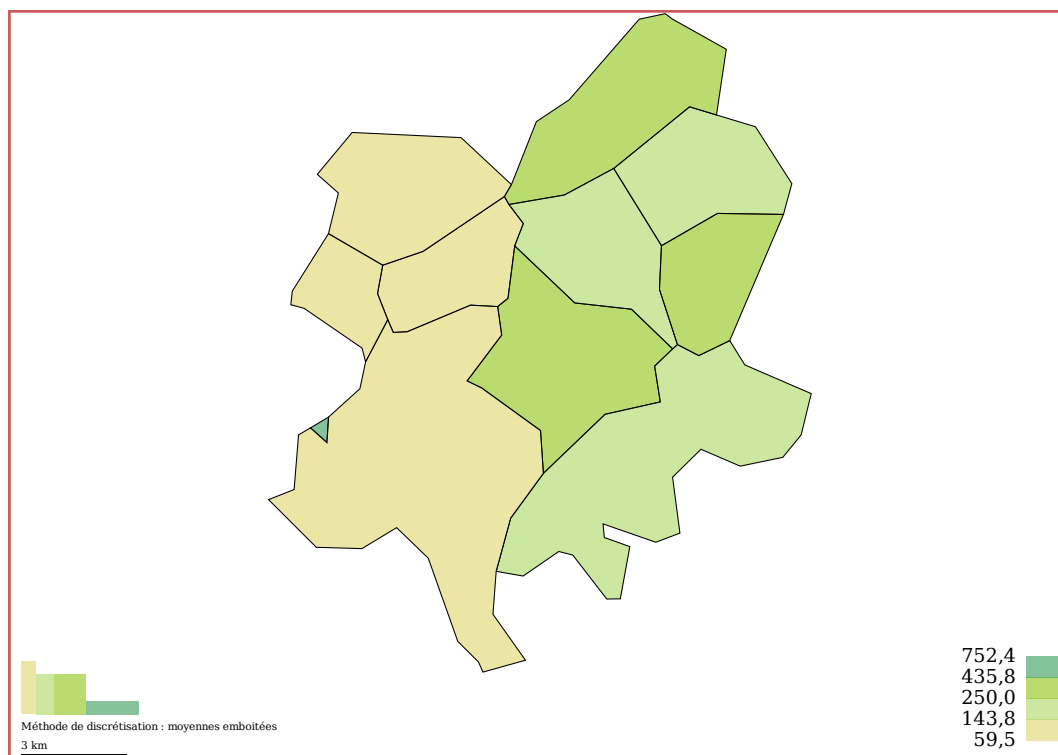 752,4
435,8
250,0
143,8
59,5
Méthode de discrétisation : moyennes emboitées
3 km